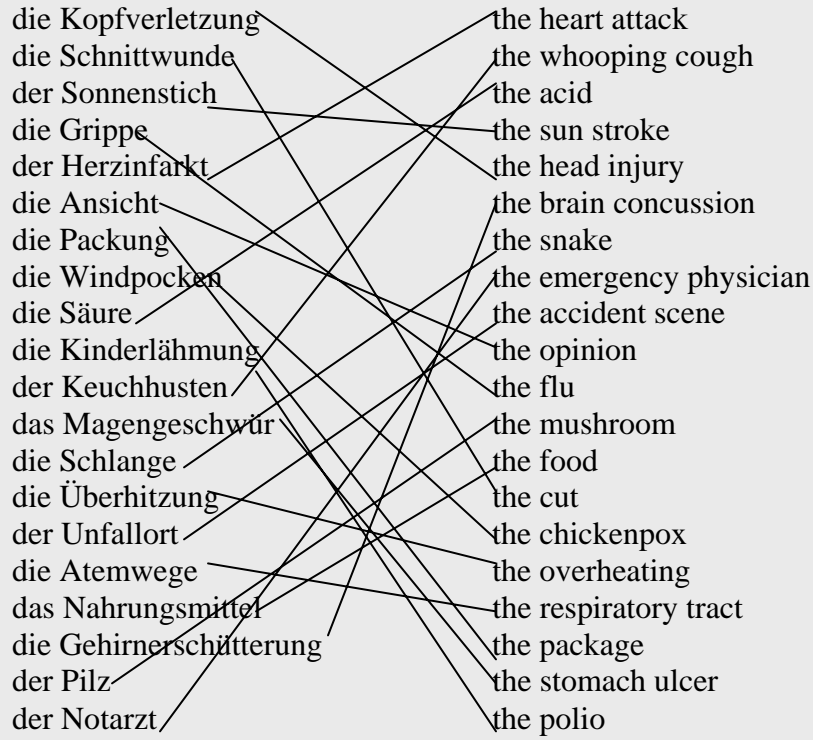 die Kopfverletzung the heart attack
die Schnittwunde the whooping cough
der Sonnenstich the acid
die Grippe the sun stroke
der Herzinfarkt the head injury
die Ansicht the brain concussion
die Packung the snake
die Windpocken the emergency physician
die Säure the accident scene
die Kinderlähmung the opinion
der Keuchhusten the flu
das Magengeschwür the mushroom
die Schlange the food
die Überhitzung the cut
der Unfallort the chickenpox
die Atemwege the overheating
das Nahrungsmittel the respiratory tract
die Gehirnerschütterung the package
der Pilz the stomach ulcer
der Notarzt the polio